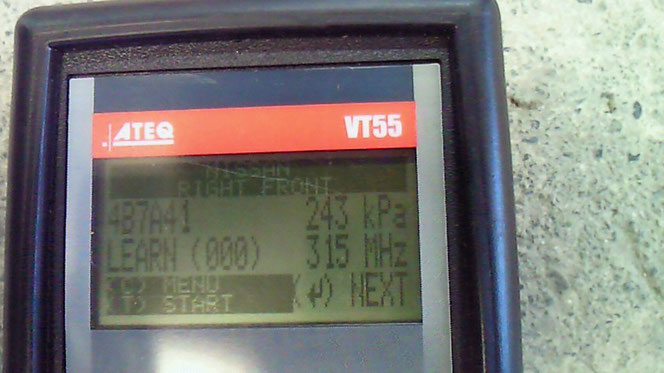 ATEQ VT55
NISSAN
RIGHT FRONT
4B7A41 243 kPa
LEARN (000) 315 MHz
(C) MENU
(T) START (↵) NEXT